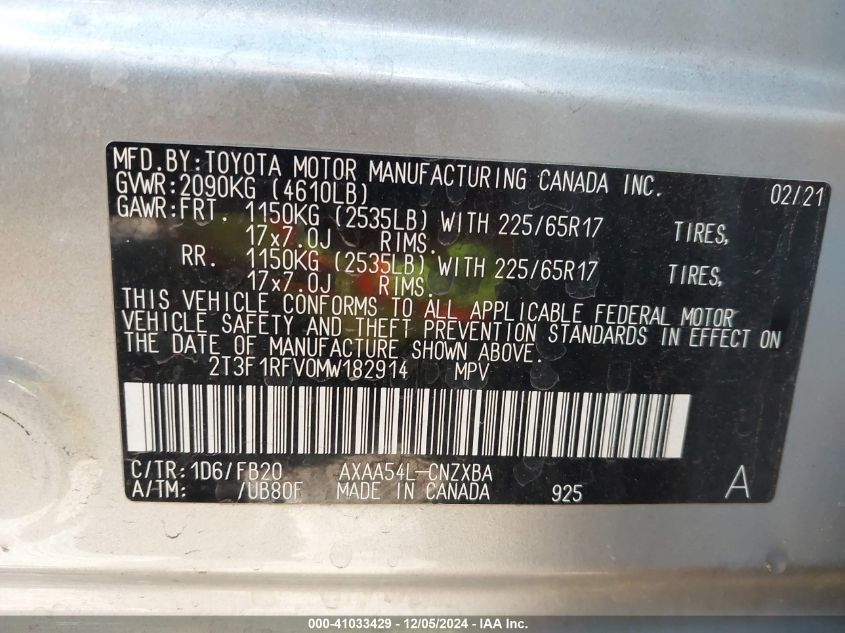 MFD.BY:TOYOTA MOTOR MANUFACTURING CANADA INC. 02/21
GVWR:2090KG (4610LB)
GAWR:FRT. 1150KG (2535LB) WITH 225/65R17 TIRES,
17x7.0J RIMS.
RR. 1150KG (2535LB) WITH 225/65R17 TIRES,
17x7.0J RIMS.
THIS VEHICLE CONFORMS TO ALL APPLICABLE FEDERAL MOTOR
VEHICLE SAFETY AND THEFT PREVENTION STANDARDS IN EFFECT ON
THE DATE OF MANUFACTURE SHOWN ABOVE.
2T3F1RFV0MW182914 MPV
C/TR:1D6/FB20 AXAA54L-CNZXBA
A/TM: /UB80F MADE IN CANADA 925 A
000-41033429 - 12/05/2024 - IAA Inc.